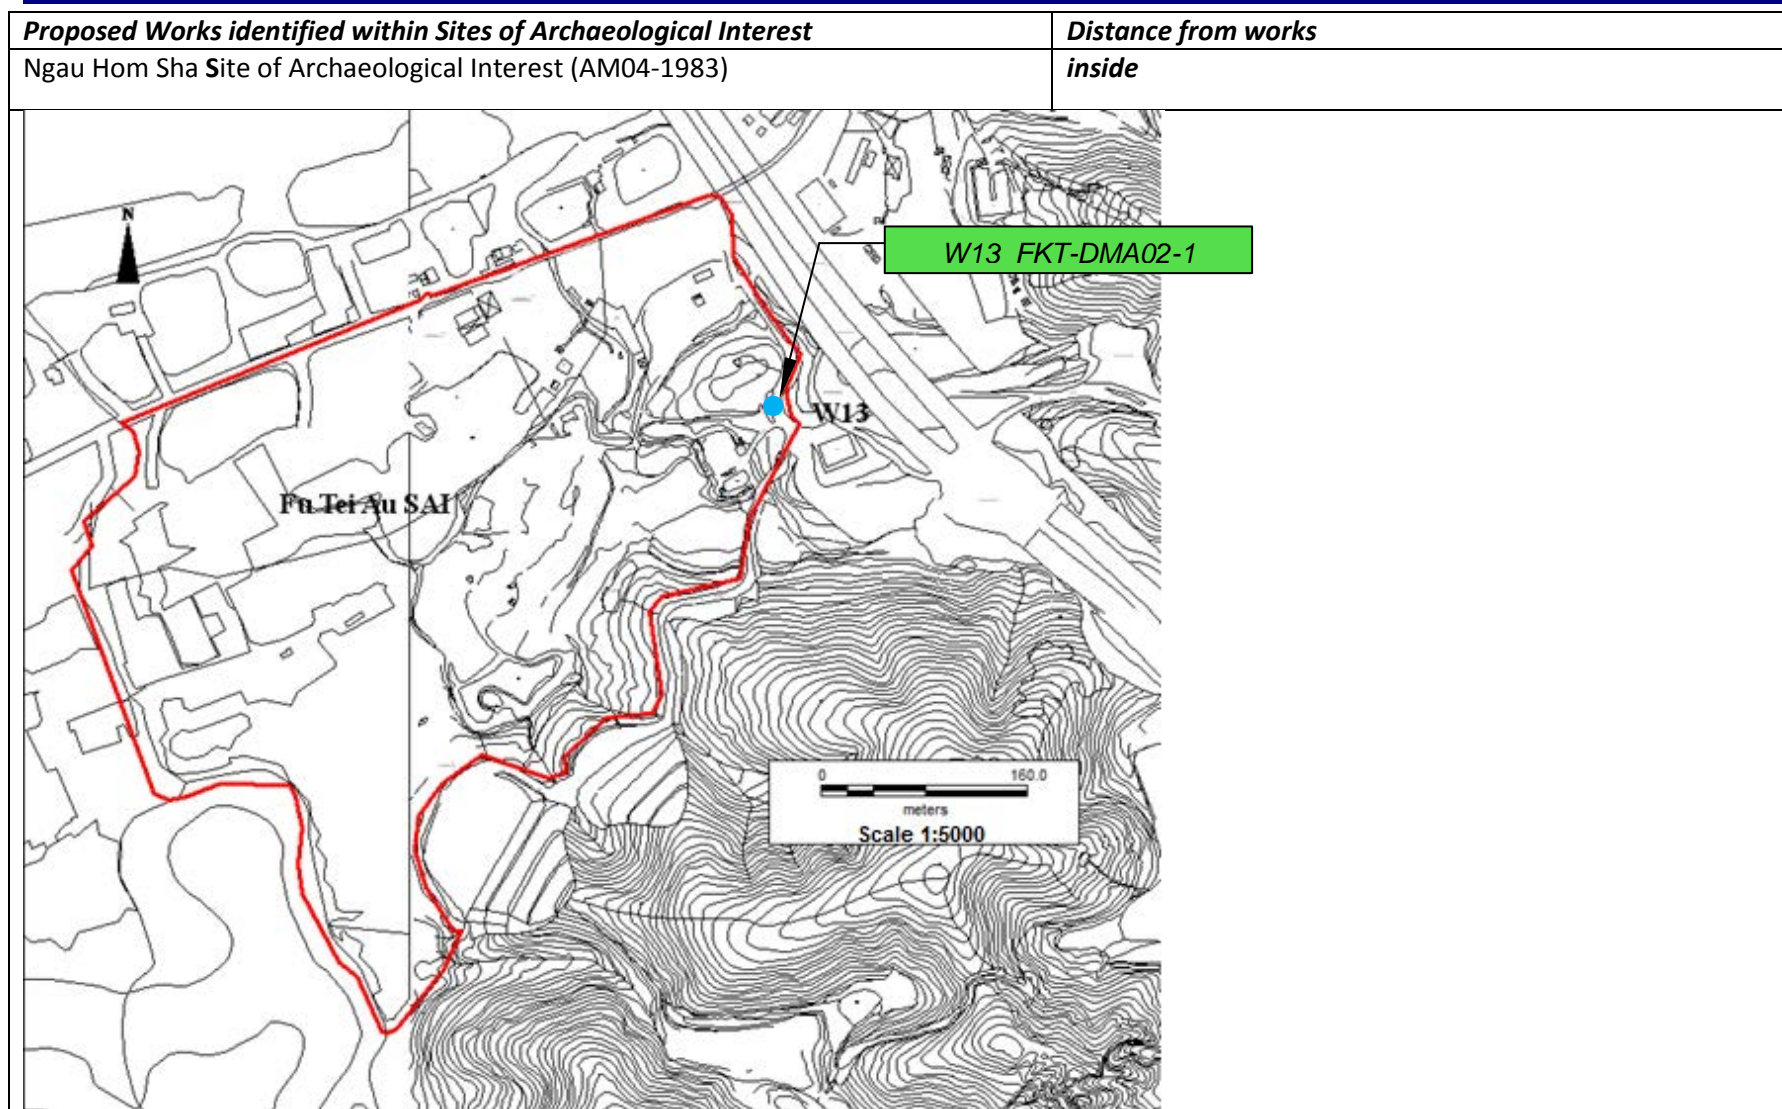 Proposed Works identified within Sites of Archaeological Interest
Distance from works
Ngau Hom Sha Site of Archaeological Interest (AM04-1983)
inside
N
W13 FKT-DMA02-1
W13
Fu Tei Au SAI
0 160.0
meters
Scale 1:5000